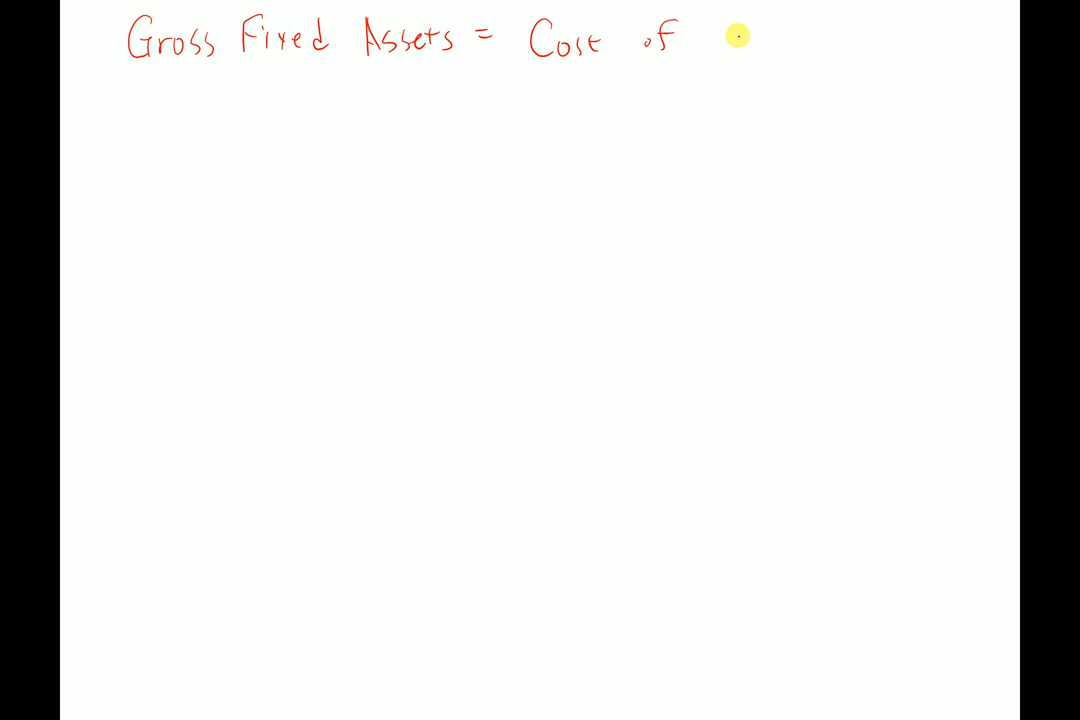 Gross Fixed Assets = Cost of